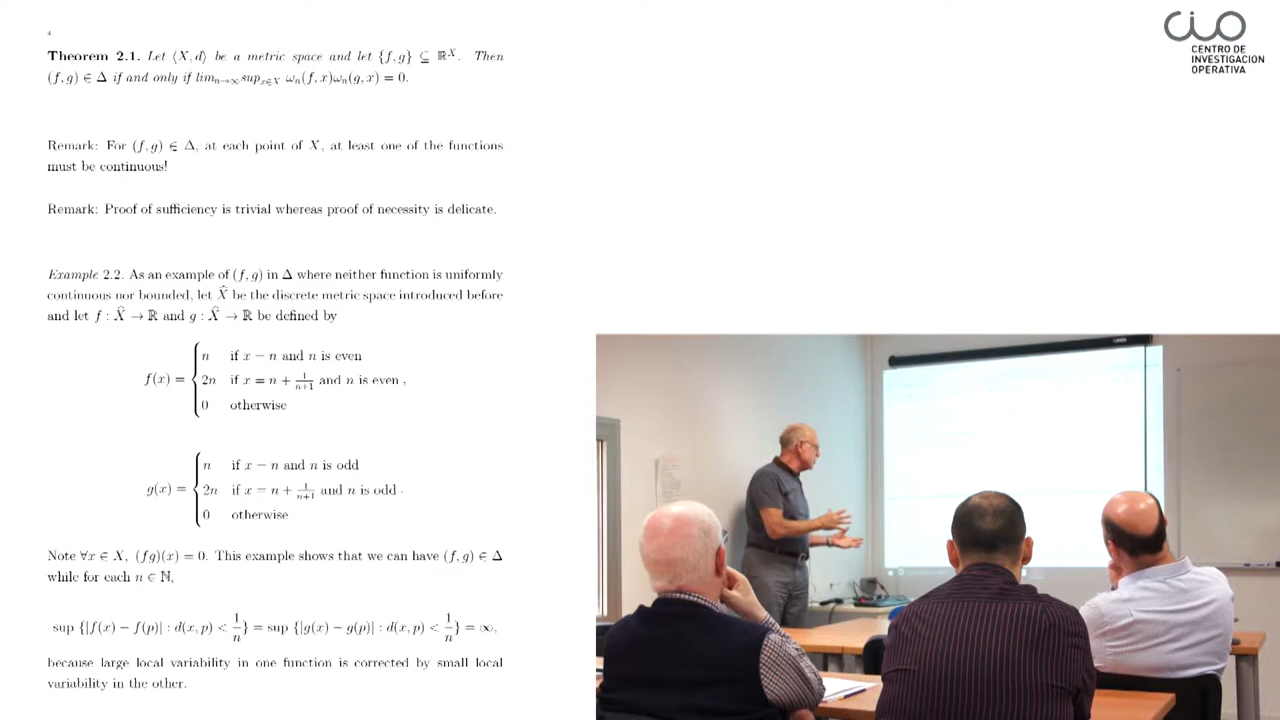 4
Theorem 2.1. Let ⟨X, d⟩ be a metric space and let {f, g} ⊆ ℝ^X. Then
(f, g) ∈ Δ if and only if lim_{n→∞} sup_{x∈X} ω_n(f, x)ω_n(g, x) = 0.
Remark: For (f, g) ∈ Δ, at each point of X, at least one of the functions
must be continuous!
Remark: Proof of sufficiency is trivial whereas proof of necessity is delicate.
Example 2.2. As an example of (f, g) in Δ where neither function is uniformly
continuous nor bounded, let X̂ be the discrete metric space introduced before
and let f : X̂ → ℝ and g : X̂ → ℝ be defined by
f(x) = { n if x = n and n is even
2n if x = n + 1/(n+1) and n is even ,
0 otherwise
g(x) = { n if x = n and n is odd
2n if x = n + 1/(n+1) and n is odd .
0 otherwise
Note ∀x ∈ X, (fg)(x) = 0. This example shows that we can have (f, g) ∈ Δ
while for each n ∈ ℕ,
sup {|f(x) − f(p)| : d(x, p) < 1/n} = sup {|g(x) − g(p)| : d(x, p) < 1/n} = ∞,
because large local variability in one function is corrected by small local
variability in the other.
CIO
CENTRO DE
INVESTIGACION
OPERATIVA